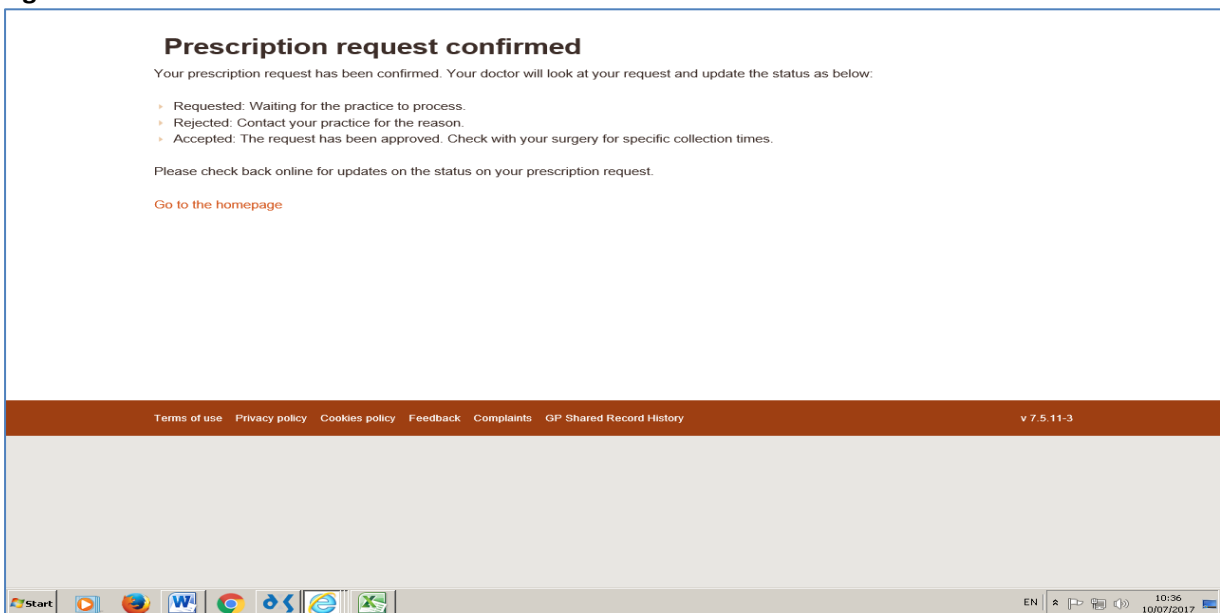 Prescription request confirmed
Your prescription request has been confirmed. Your doctor will look at your request and update the status as below:
Requested: Waiting for the practice to process.
Rejected: Contact your practice for the reason.
Accepted: The request has been approved. Check with your surgery for specific collection times.
Please check back online for updates on the status on your prescription request.
Go to the homepage
Terms of use Privacy policy Cookies policy Feedback Complaints GP Shared Record History v 7.5.11-3
Start EN 10:36
10/07/2017